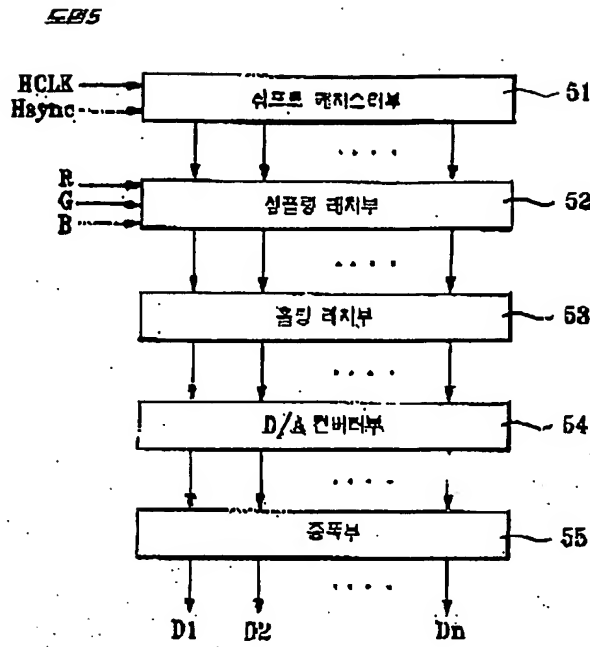 도면5
HCLK
Hsync
쉬프트 레지스터부
51
R
G
B
샘플링 래치부
52
홀딩 래치부
53
D/A 컨버터부
54
증폭부
55
D1
D2
Dn